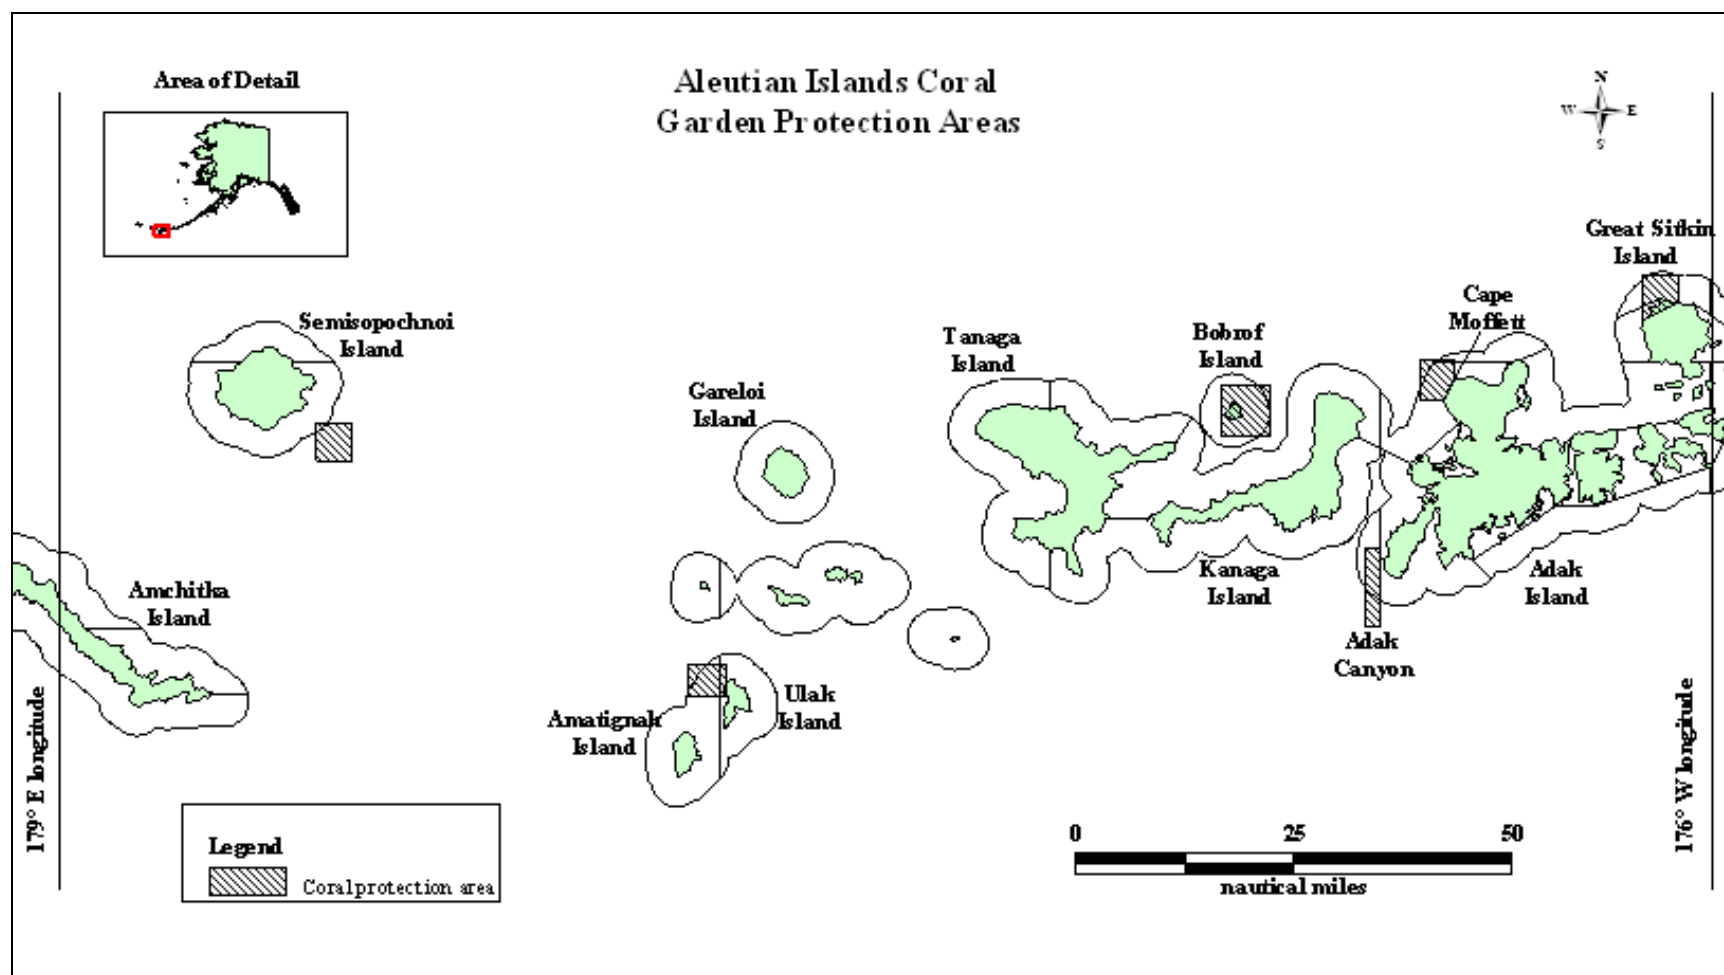 Aleutian Islands Coral
Garden Protection Areas
Area of Detail
N
W
E
S
Great Sitkin
Island
Cape
Moffett
Semisopochnoi
Island
Tanaga
Island
Bobrof
Island
Gareloi
Island
Amchitka
Island
Kanaga
Island
Adak
Island
Adak
Canyon
Ulak
Island
Amatignak
Island
179° E longitude
176° W longitude
Legend
Coral protection area
0
25
50
nautical miles